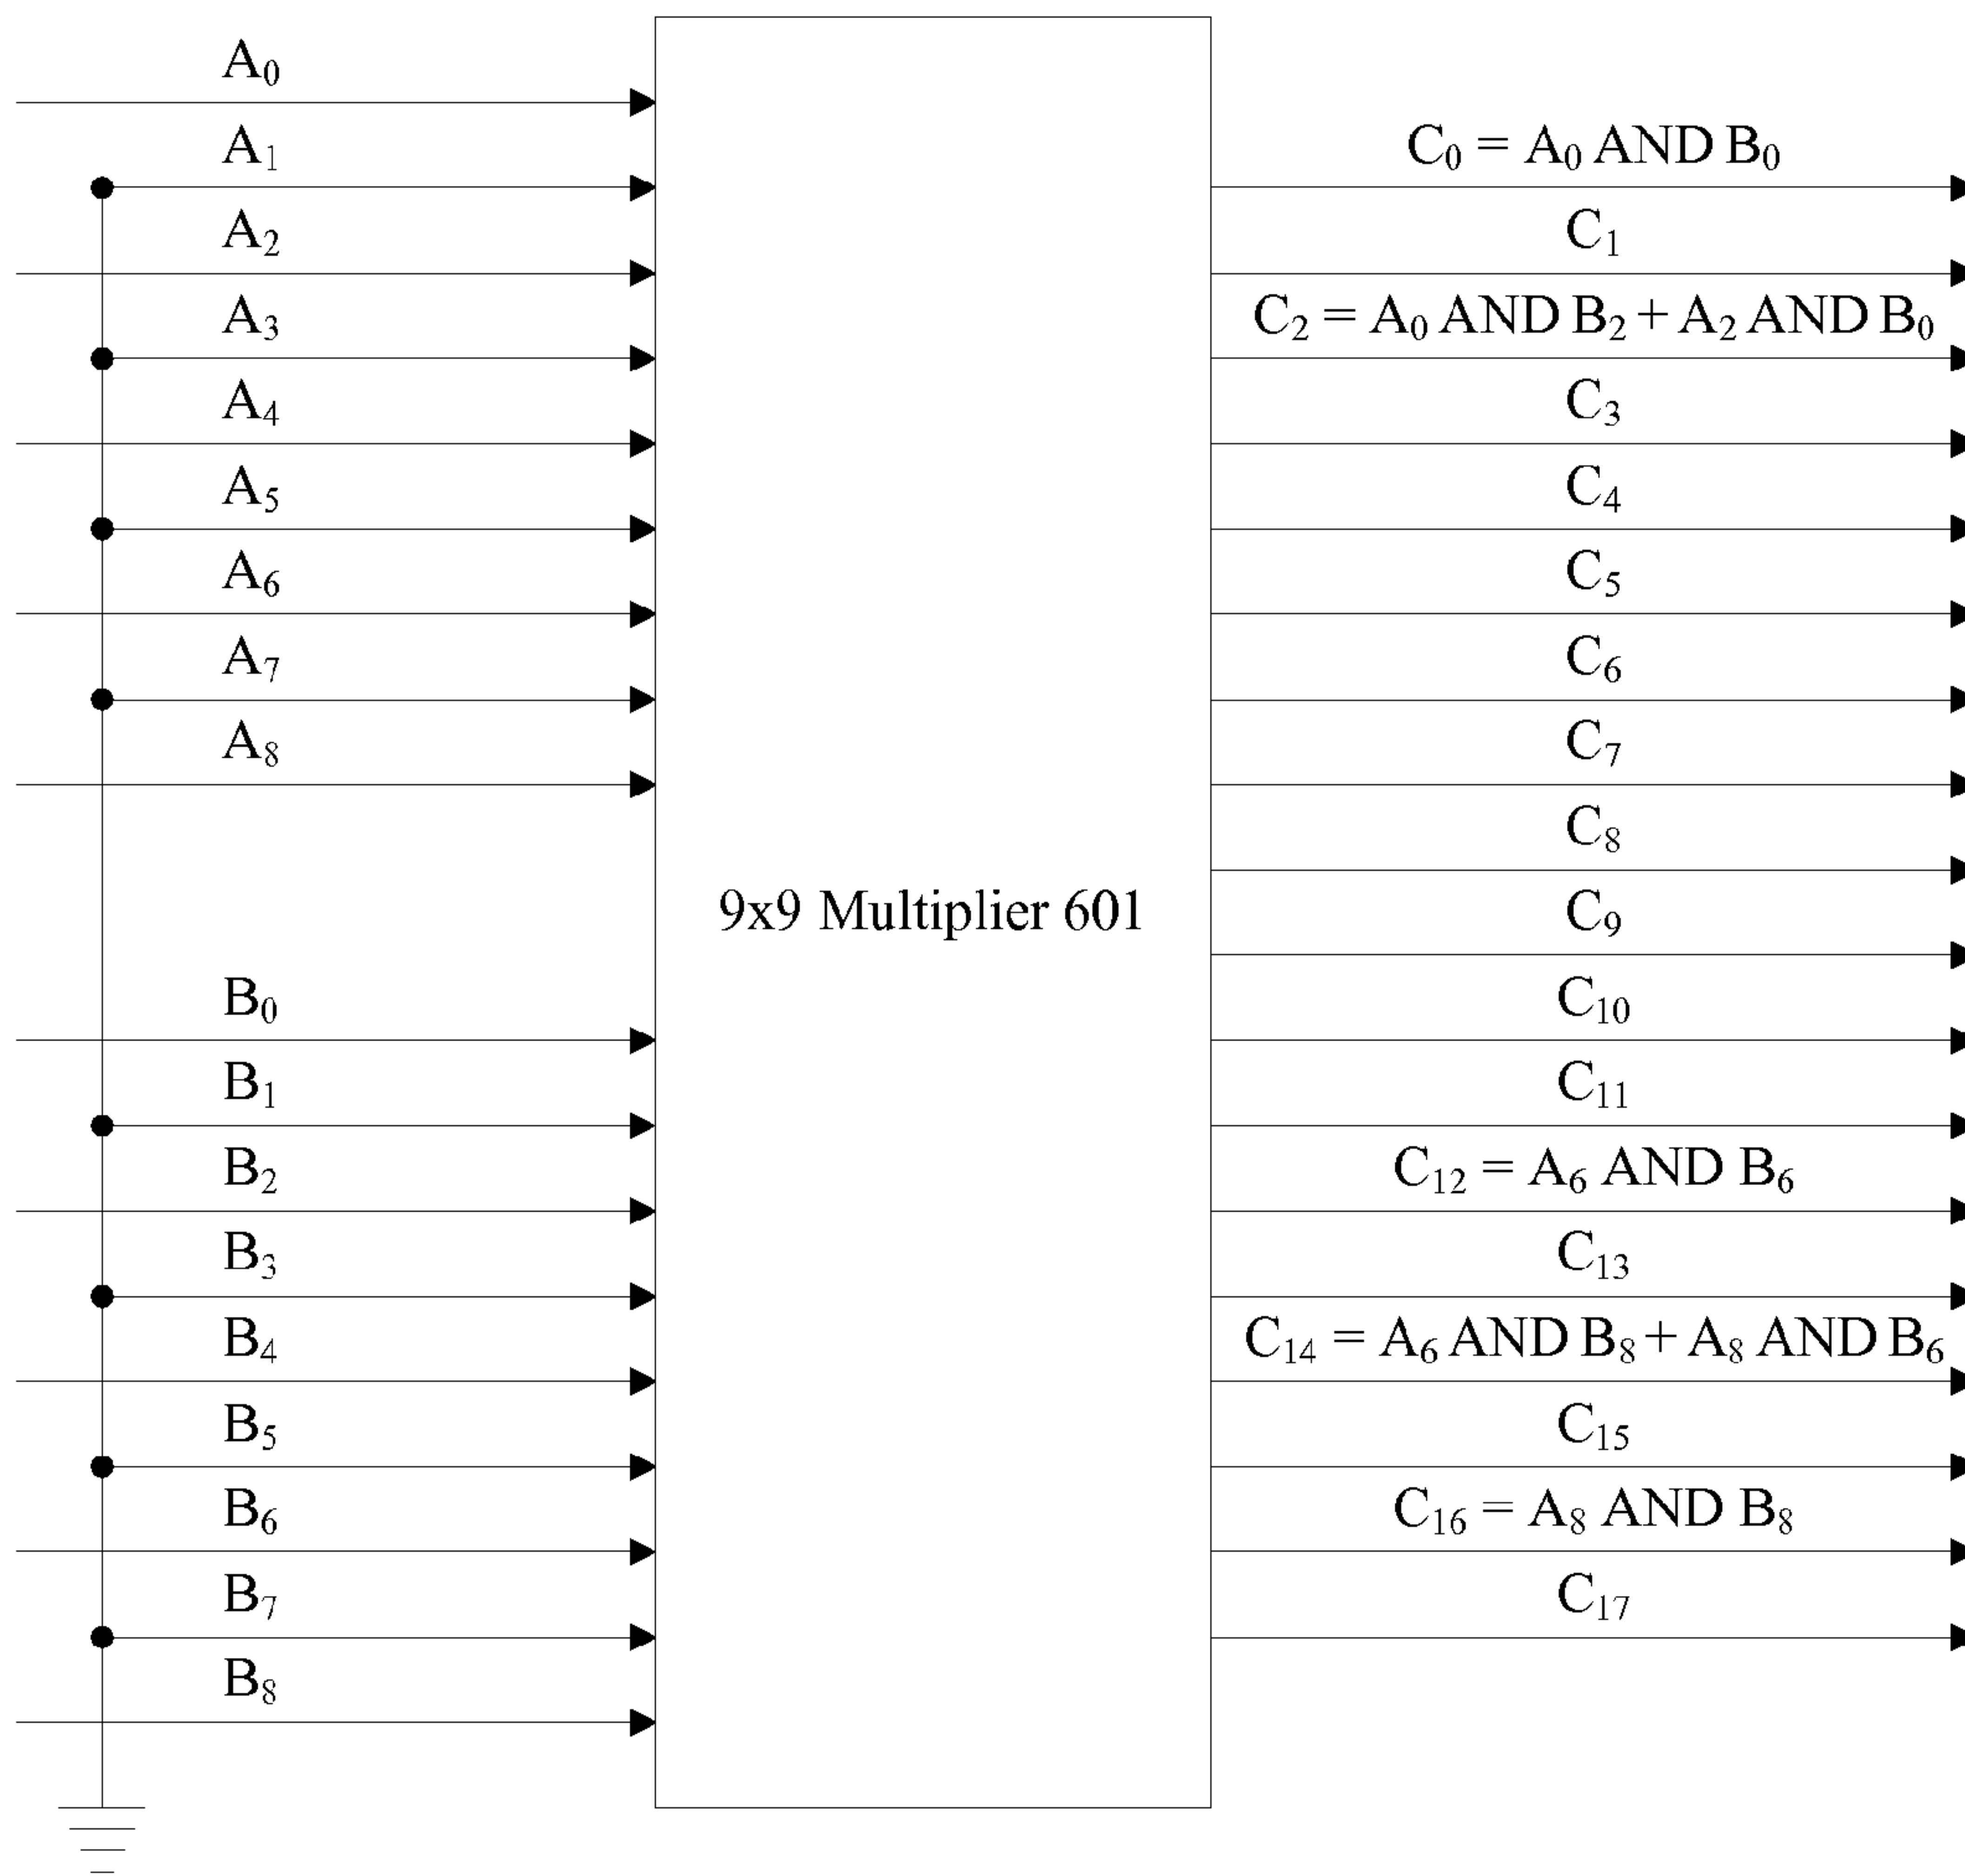 A₀
A₁
A₂
A₃
A₄
A₅
A₆
A₇
A₈
B₀
B₁
B₂
B₃
B₄
B₅
B₆
B₇
B₈
9x9 Multiplier 601
C₀ = A₀ AND B₀
C₁
C₂ = A₀ AND B₂ + A₂ AND B₀
C₃
C₄
C₅
C₆
C₇
C₈
C₉
C₁₀
C₁₁
C₁₂ = A₆ AND B₆
C₁₃
C₁₄ = A₆ AND B₈ + A₈ AND B₆
C₁₅
C₁₆ = A₈ AND B₈
C₁₇